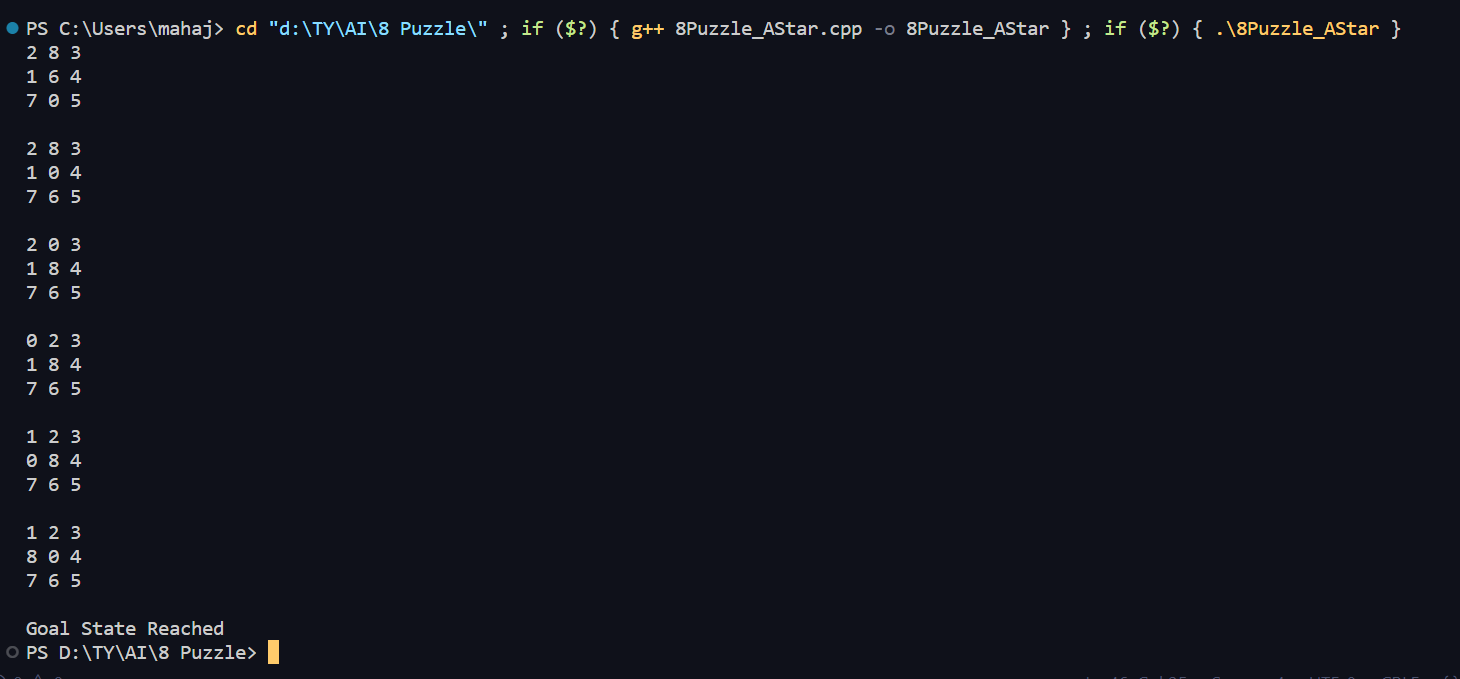 PS C:\Users\mahaj> cd "d:\TY\AI\8 Puzzle\" ; if ($?) { g++ 8Puzzle_AStar.cpp -o 8Puzzle_AStar } ; if ($?) { .\8Puzzle_AStar }
2 8 3
1 6 4
7 0 5
2 8 3
1 0 4
7 6 5
2 0 3
1 8 4
7 6 5
0 2 3
1 8 4
7 6 5
1 2 3
0 8 4
7 6 5
1 2 3
8 0 4
7 6 5
Goal State Reached
PS D:\TY\AI\8 Puzzle>